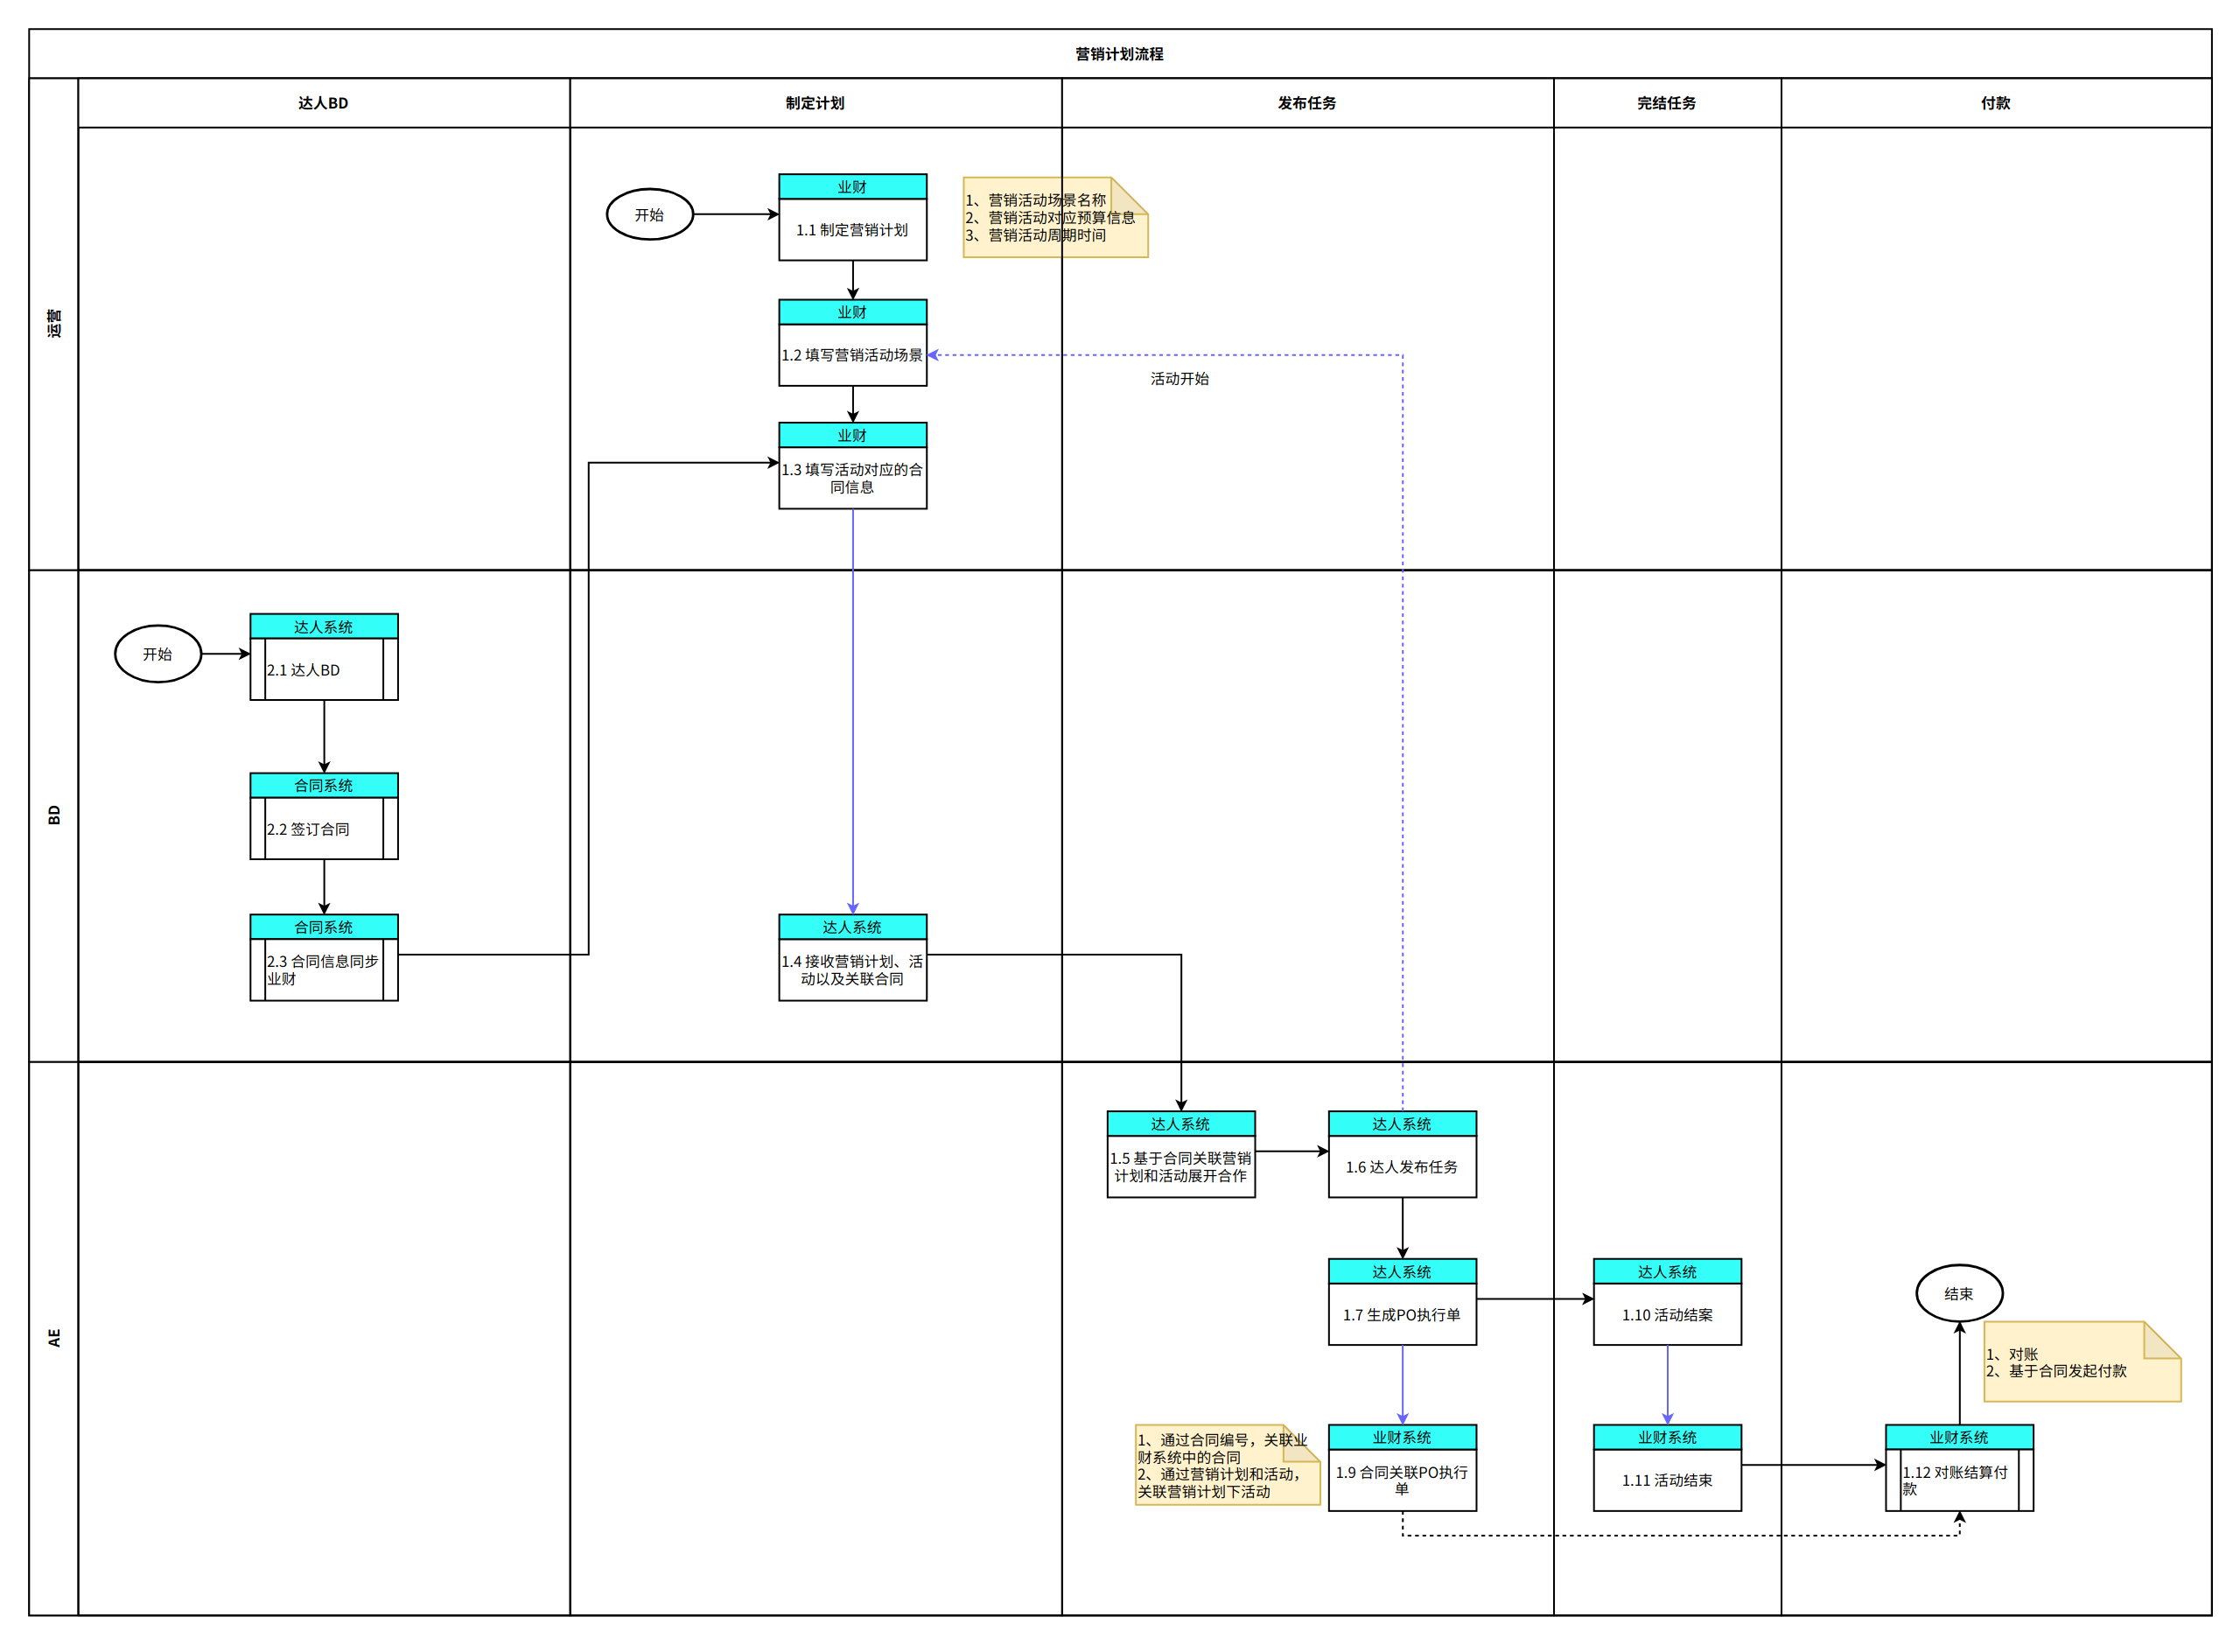 营销计划流程
达人BD
制定计划
发布任务
完结任务
付款
运营
开始
业财
1.1 制定营销计划
1、营销活动场景名称
2、营销活动对应预算信息
3、营销活动周期时间
业财
1.2 填写营销活动场景
活动开始
业财
1.3 填写活动对应的合
同信息
BD
开始
达人系统
2.1 达人BD
合同系统
2.2 签订合同
合同系统
2.3 合同信息同步
业财
达人系统
1.4 接收营销计划、活
动以及关联合同
AE
达人系统
1.5 基于合同关联营销
计划和活动展开合作
达人系统
1.6 达人发布任务
达人系统
1.7 生成PO执行单
达人系统
1.10 活动结案
结束
1、对账
2、基于合同发起付款
1、通过合同编号，关联业
财系统中的合同
2、通过营销计划和活动，
关联营销计划下活动
业财系统
1.9 合同关联PO执行
单
业财系统
1.11 活动结束
业财系统
1.12 对账结算付
款